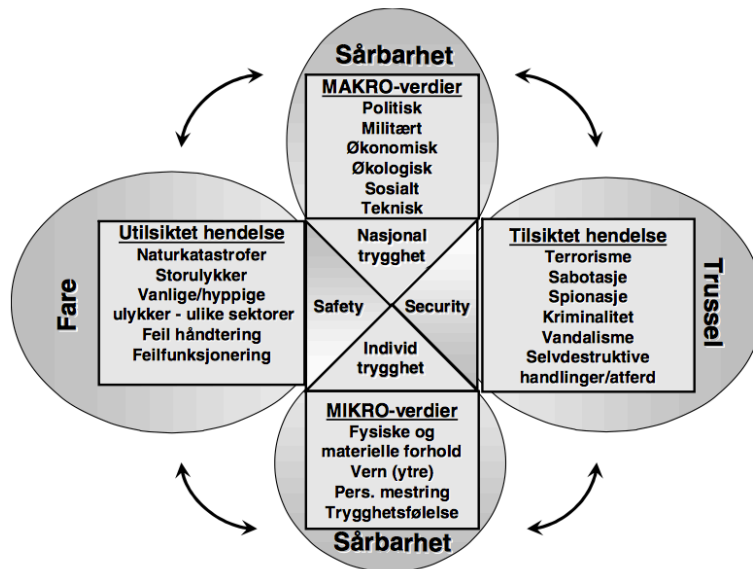 Sårbarhet
MAKRO-verdier
Politisk
Militært
Økonomisk
Økologisk
Sosialt
Teknisk
Fare
Utilsiktet hendelse
Naturkatastrofer
Storulykker
Vanlige/hyppige
ulykker - ulike sektorer
Feil håndtering
Feilfunksjonering
Nasjonal
trygghet
Safety
Security
Individ
trygghet
Tilsiktet hendelse
Terrorisme
Sabotasje
Spionasje
Kriminalitet
Vandalisme
Selvdestruktive
handlinger/atferd
Trussel
MIKRO-verdier
Fysiske og
materielle forhold
Vern (ytre)
Pers. mestring
Trygghetsfølelse
Sårbarhet